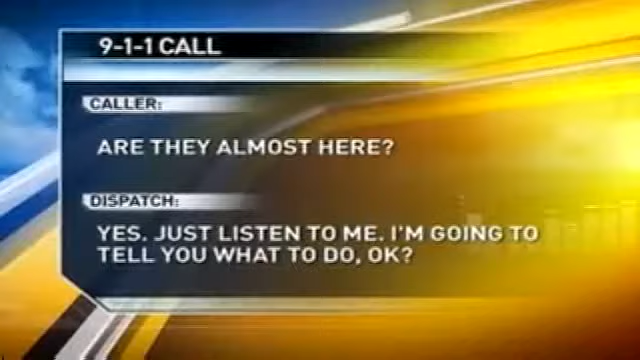 9-1-1 CALL
CALLER:
ARE THEY ALMOST HERE?
DISPATCH:
YES. JUST LISTEN TO ME. I'M GOING TO
TELL YOU WHAT TO DO, OK?